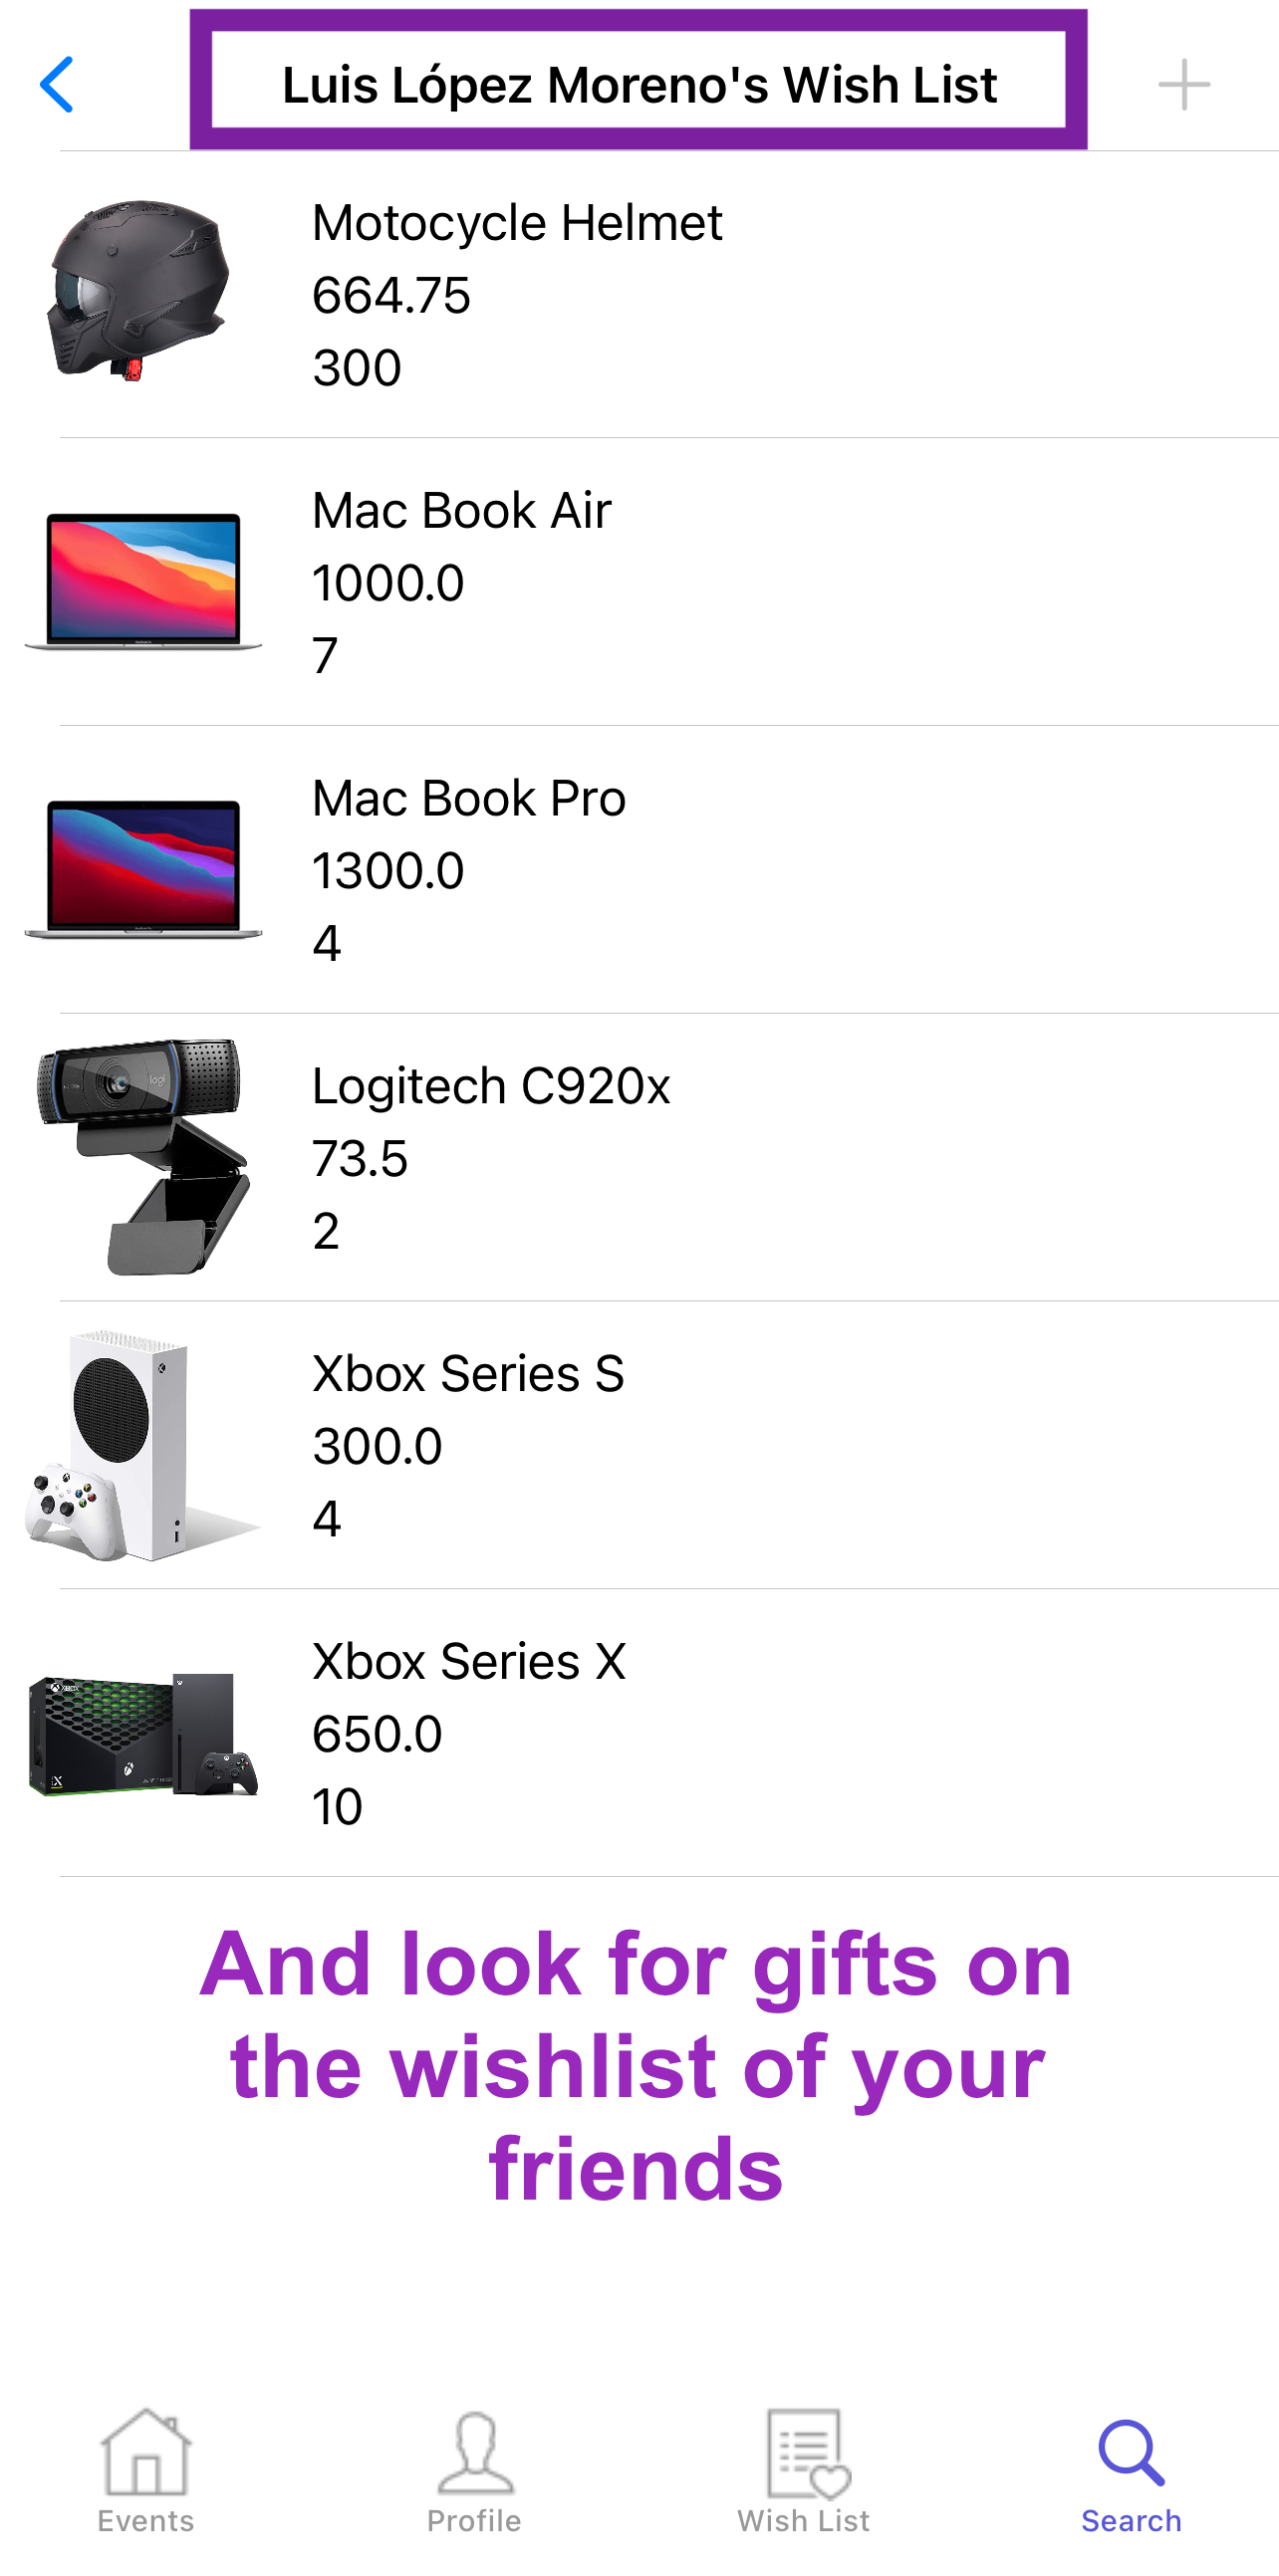 Luis López Moreno's Wish List
Motocycle Helmet
664.75
300
Mac Book Air
1000.0
7
Mac Book Pro
1300.0
4
logi
Logitech C920x
73.5
2
Xbox Series S
300.0
4
XBOX
X
Xbox Series X
650.0
10
And look for gifts on
the wishlist of your
friends
Events
Profile
Wish List
Search